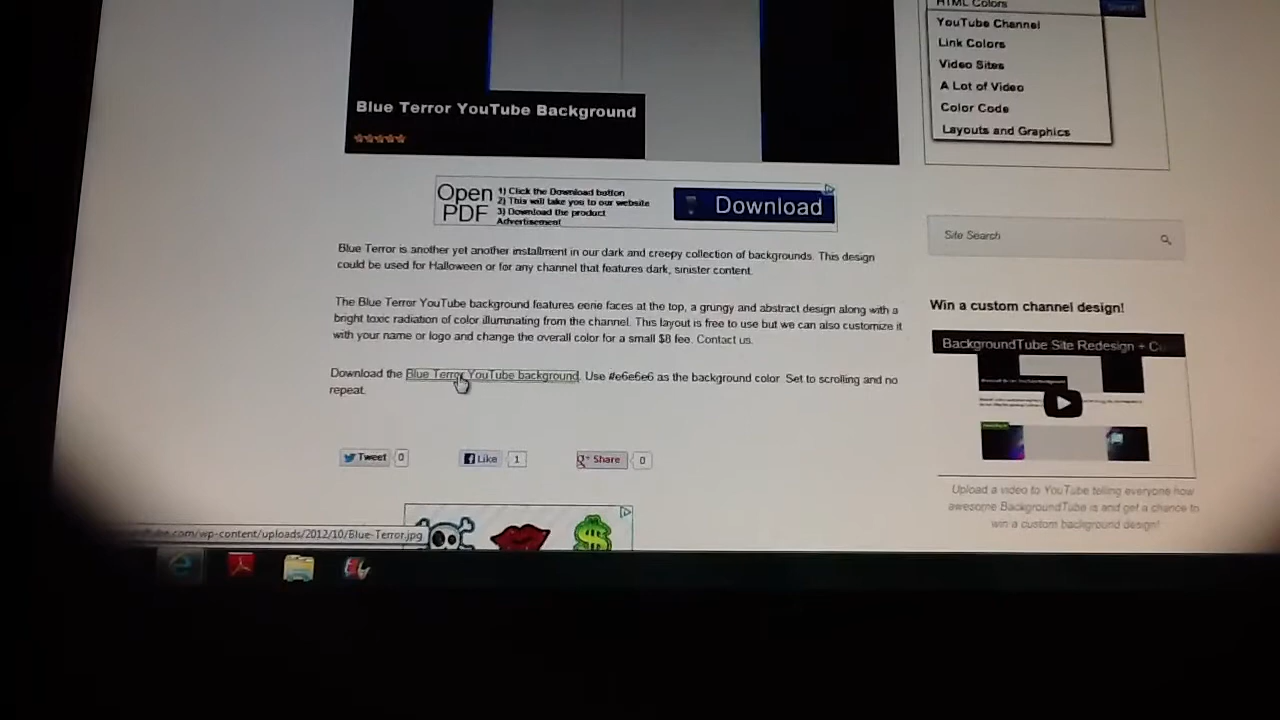 HTML Colors
Search
YouTube Channel
Link Colors
Video Sites
A Lot of Video
Color Code
Layouts and Graphics
Blue Terror YouTube Background
Open PDF
1) Click the Download button
2) This will take you to our website
3) Download the product
Advertisement
Download
Site Search
Blue Terror is another yet another installment in our dark and creepy collection of backgrounds. This design
could be used for Halloween or for any channel that features dark, sinister content.
The Blue Terror YouTube background features eerie faces at the top, a grungy and abstract design along with a
bright toxic radiation of color illuminating from the channel. This layout is free to use but we can also customize it
with your name or logo and change the overall color for a small $8 fee. Contact us.
Download the Blue Terror YouTube background. Use #e6e6e6 as the background color. Set to scrolling and no
repeat.
Win a custom channel design!
BackgroundTube Site Redesign + C
Upload a video to YouTube telling everyone how
awesome BackgroundTube is and get a chance to
win a custom background design!
Tweet 0
Like 1
Share 0
tube.com/wp-content/uploads/2012/10/Blue-Terror.jpg